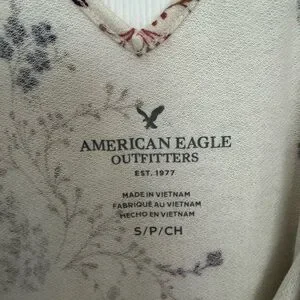 AMERICAN EAGLE
OUTFITTERS
EST. 1977
MADE IN VIETNAM
FABRIQUÉ AU VIETNAM
HECHO EN VIETNAM
S/P/CH